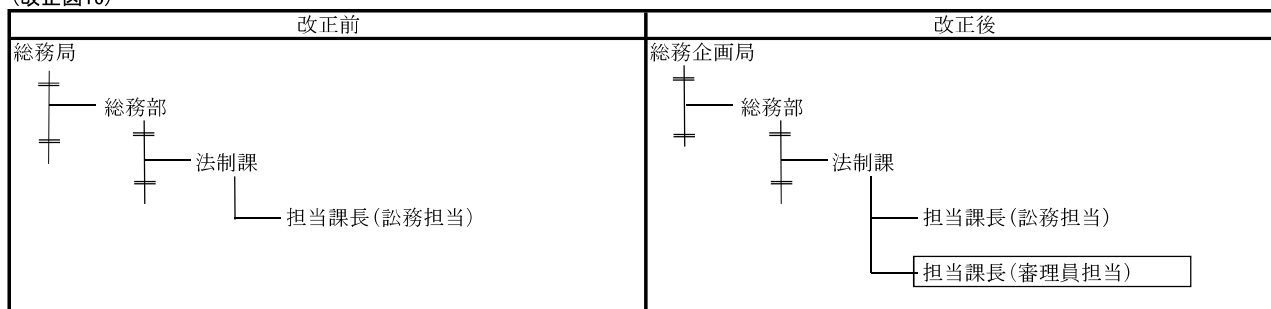 (改正図10)
改正前
総務局
総務部
法制課
担当課長(訟務担当)
改正後
総務企画局
総務部
法制課
担当課長(訟務担当)
担当課長(審理員担当)